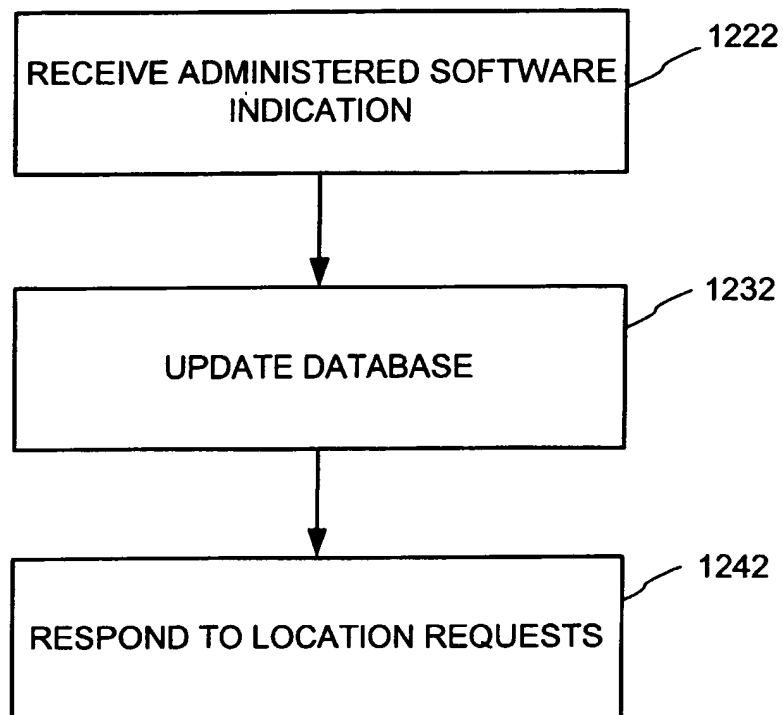 1222
RECEIVE ADMINISTERED SOFTWARE
INDICATION
1232
UPDATE DATABASE
1242
RESPOND TO LOCATION REQUESTS